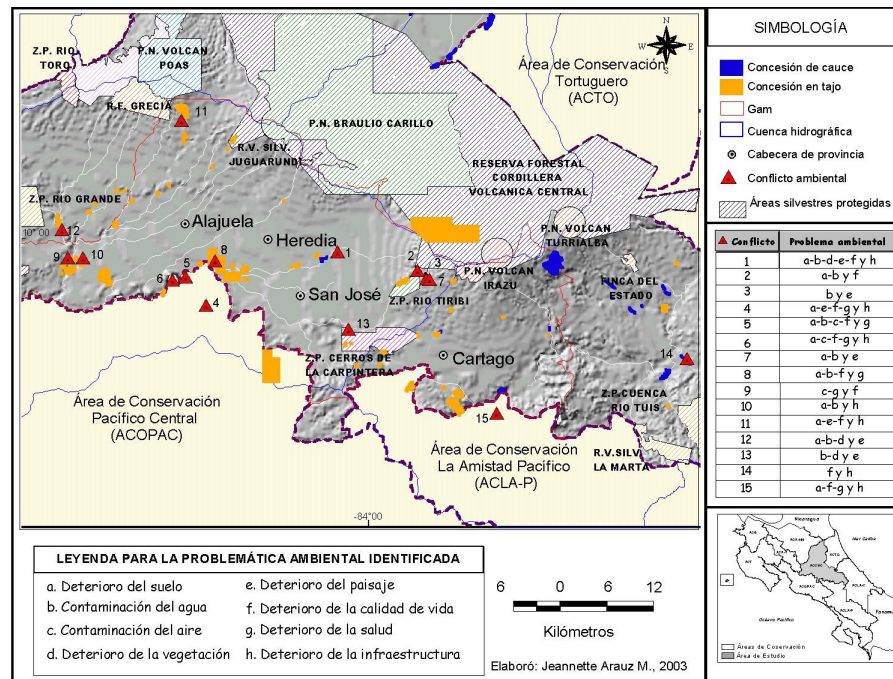 Z.P. RIO
TORO
P.N. VOLCAN
POAS
R.F. GRECIA
11
R.V. SILV.
JUGUARUNDI
P.N. BRAULIO CARILLO
Área de Conservación
Tortuguero
(ACTO)
N
W E
S
RESERVA FORESTAL
CORDILLERA
VOLCANICA CENTRAL
Z.P. RIO GRANDE
12
10°00
9 10
Alajuela
Heredia
1
8
5
6
4
San José
2 3
7
Z.P. RIO TIRIBI
P.N. VOLCAN
IRAZU
P.N. VOLCAN
TURRIALBA
FINCA DEL
ESTADO
13
Z.P. CERROS DE
LA CARPINTERA
Cartago
14
Z.P.CUENCA
RIO TUIS
15
R.V.SILV.
LA MARTA
Área de Conservación
Pacífico Central
(ACOPAC)
Área de Conservación
La Amistad Pacífico
(ACLA-P)
-84°00
SIMBOLOGÍA
Concesión de cauce
Concesión en tajo
Gam
Cuenca hidrográfica
Cabecera de provincia
Conflicto ambiental
Áreas silvestres protegidas
Conflicto Problema ambiental
1 a-b-d-e-f y h
2 a-b y f
3 b y e
4 a-e-f-g y h
5 a-b-c-f y g
6 a-c-f-g y h
7 a-b y e
8 a-b-f y g
9 c-g y f
10 a-b y h
11 a-e-f y h
12 a-b-d y e
13 b-d y e
14 f y h
15 a-f-g y h
Nicaragua
Mar Caribe
Panama
Océano Pacífico
Áreas de Coservación
Área de Estudio
LEYENDA PARA LA PROBLEMÁTICA AMBIENTAL IDENTIFICADA
a. Deterioro del suelo
b. Contaminación del agua
c. Contaminación del aire
d. Deterioro de la vegetación
e. Deterioro del paisaje
f. Deterioro de la calidad de vida
g. Deterioro de la salud
h. Deterioro de la infraestructura
6 0 6 12
Kilómetros
Elaboró: Jeannette Arauz M., 2003